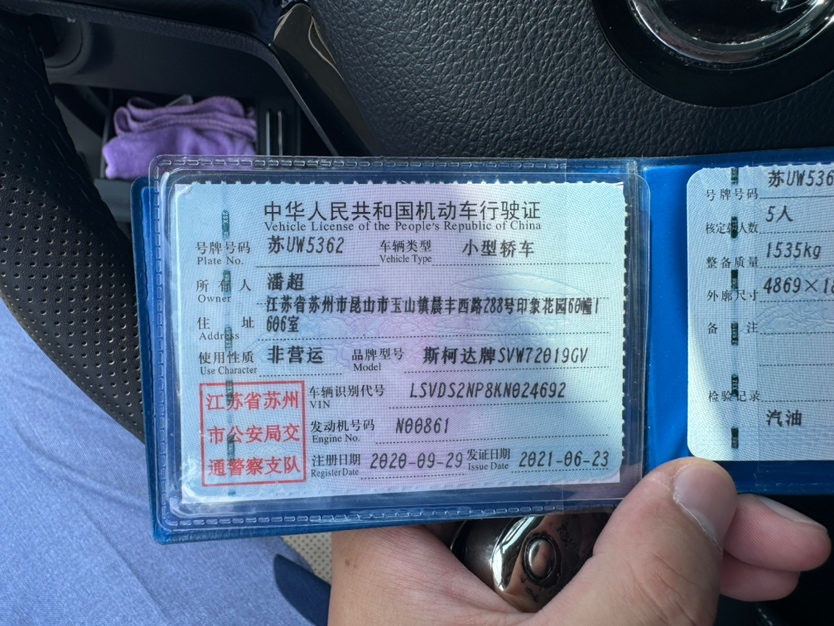 中华人民共和国机动车行驶证
Vehicle License of the People's Republic of China
号牌号码 苏UW5362 车辆类型 小型轿车
Plate No. Vehicle Type
所有人 潘超
Owner
住址 江苏省苏州市昆山市玉山镇晨丰西路288号印象花园60幢1
606室
Address
使用性质 非营运 品牌型号 斯柯达牌SVW72019GV
Use Character Model
江苏省苏州
市公安局交
通警察支队
车辆识别代号 LSVDS2NP8KN024692
VIN
发动机号码 N00861
Engine No.
注册日期 2020-09-29 发证日期 2021-06-23
Register Date Issue Date
号牌号码 苏UW536
核定载人数 5人
整备质量 1535kg
外廓尺寸 4869×18
备注
检验记录
汽油